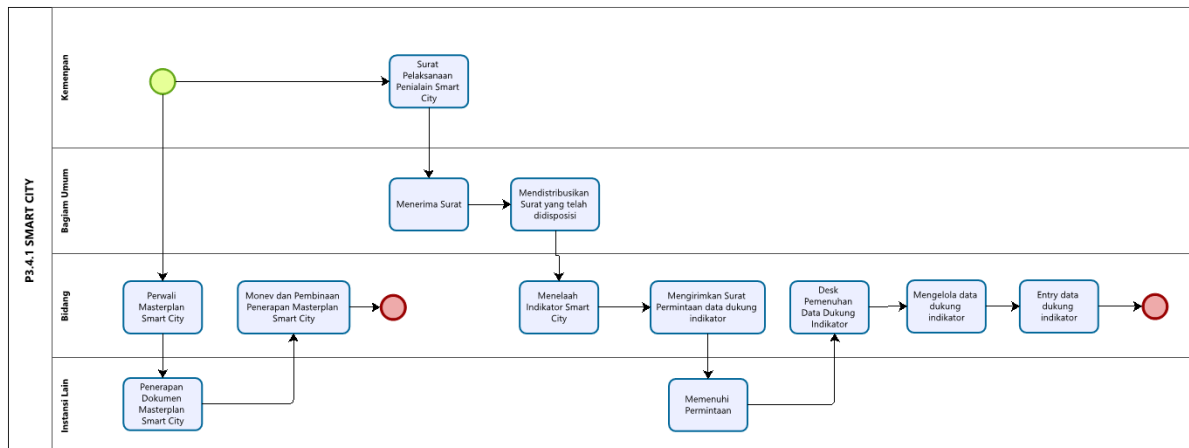 P3.4.1 SMART CITY
Kemenpan
Surat
Pelaksanaan
Penialain Smart
City
Bagiam Umum
Menerima Surat
Mendistribusikan
Surat yang telah
didisposisi
Bidang
Perwali
Masterplan
Smart City
Monev dan Pembinaan
Penerapan Masterplan
Smart City
Menelaah
Indikator Smart
City
Mengirimkan Surat
Permintaan data dukung
indikator
Desk
Pemenuhan
Data Dukung
Indikator
Mengelola data
dukung
indikator
Entry data
dukung
indikator
Instansi Lain
Penerapan
Dokumen
Masterplan
Smart City
Memenuhi
Permintaan